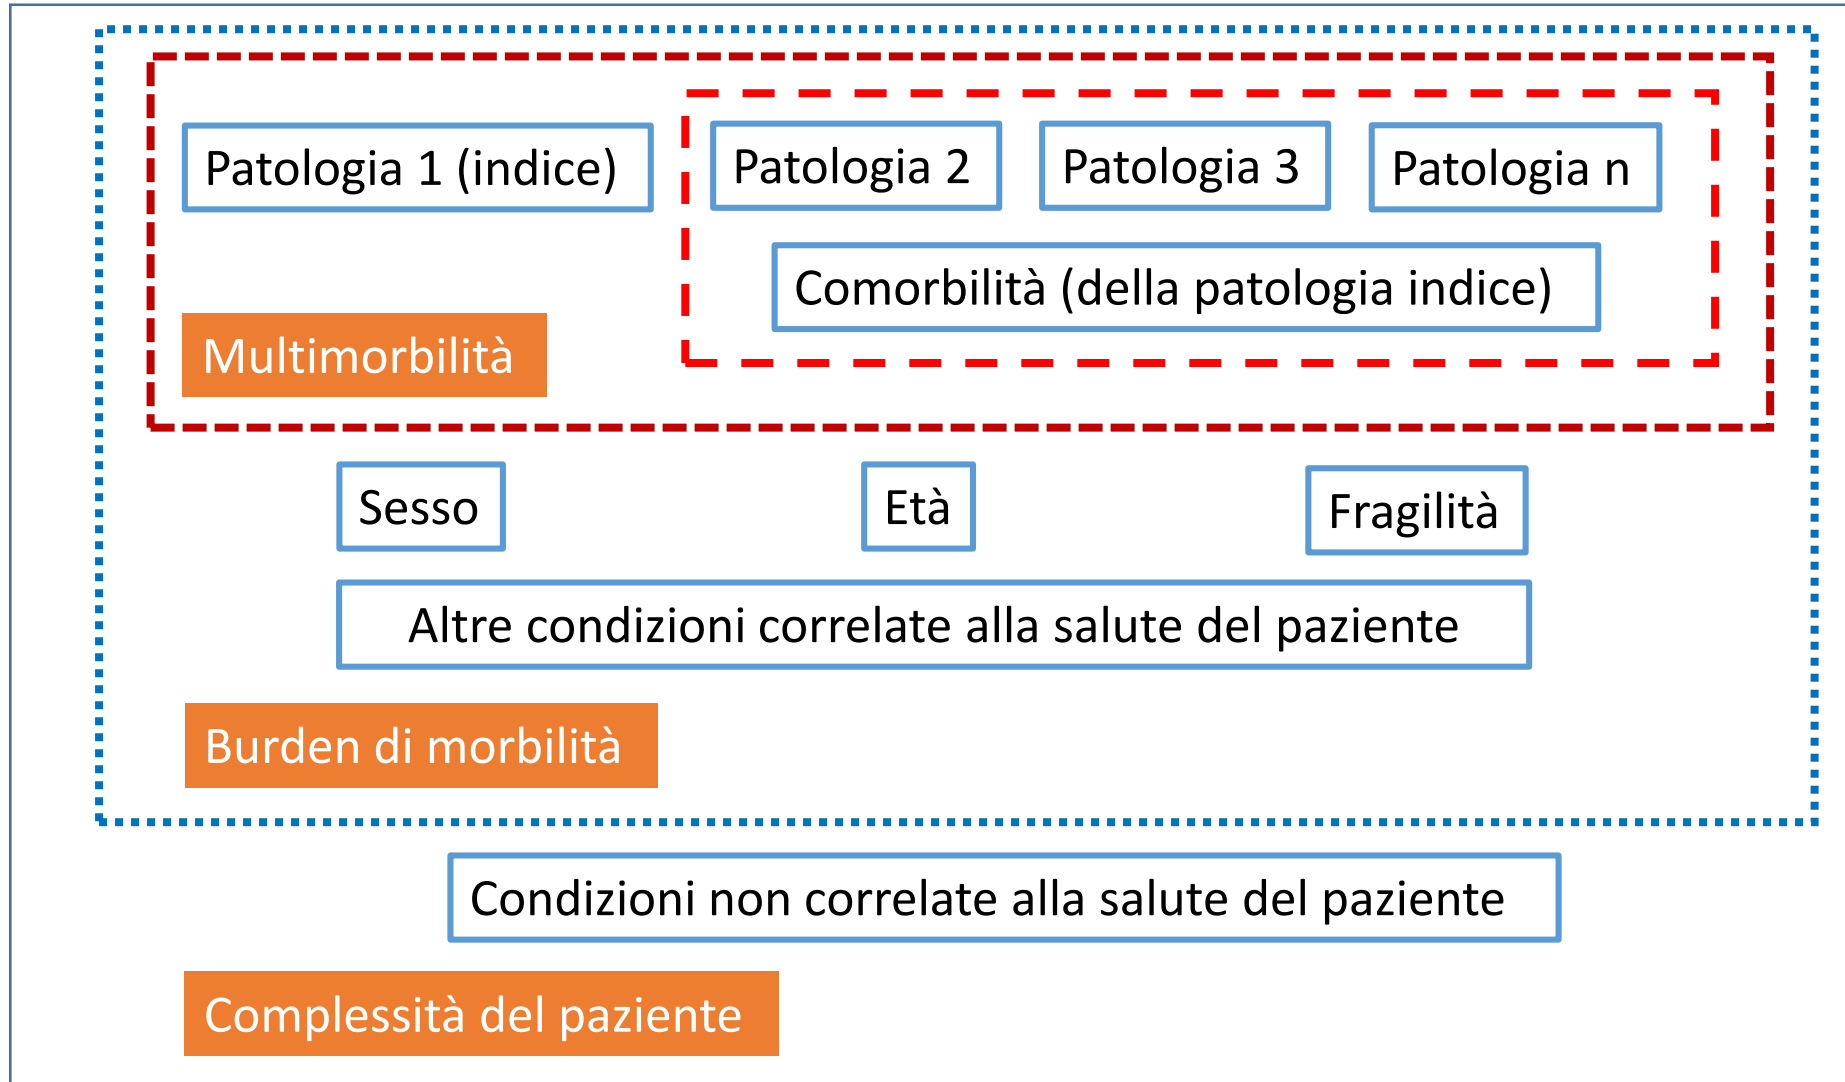 Patologia 1 (indice)
Patologia 2
Patologia 3
Patologia n
Comorbilità (della patologia indice)
Multimorbilità
Sesso
Età
Fragilità
Altre condizioni correlate alla salute del paziente
Burden di morbilità
Condizioni non correlate alla salute del paziente
Complessità del paziente